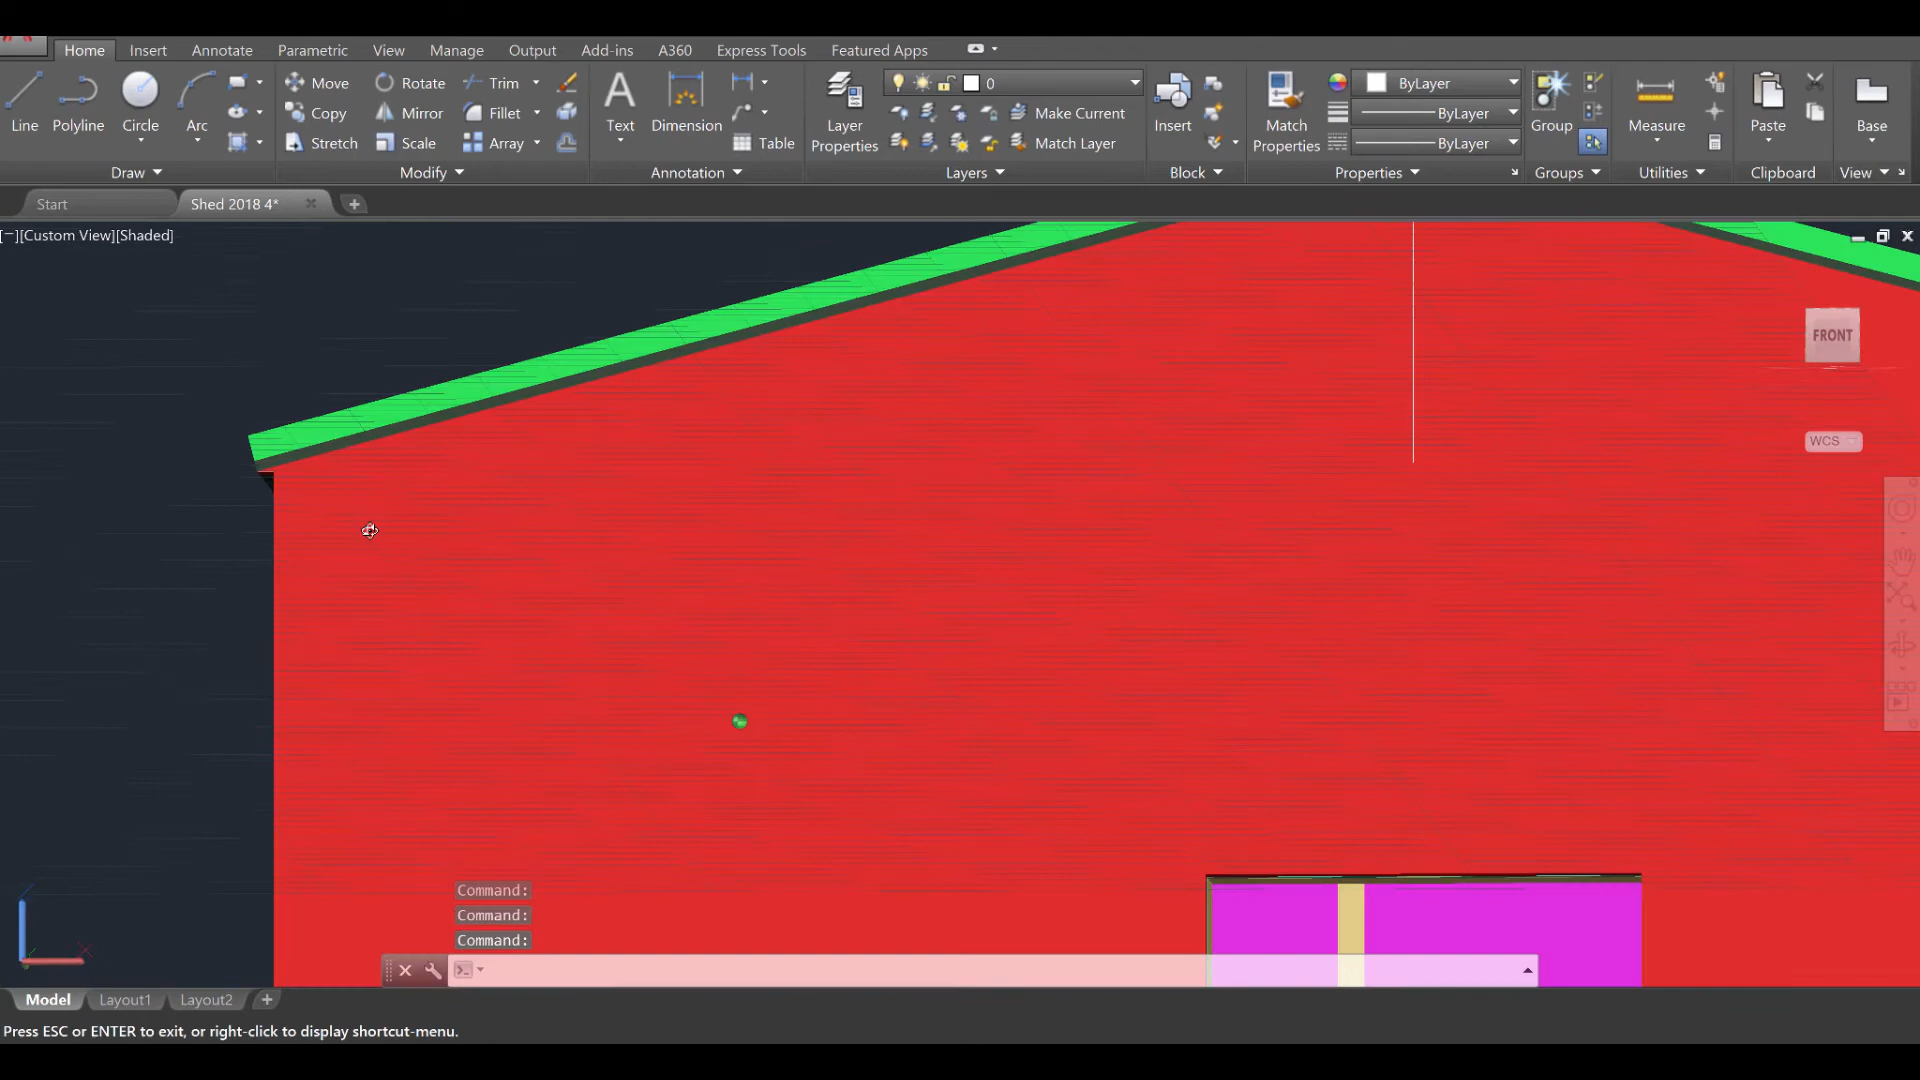 Home Insert Annotate Parametric View Manage Output Add-ins A360 Express Tools Featured Apps
Line Polyline Circle Arc
Move Rotate Trim
Copy Mirror Fillet
Stretch Scale Array
Text Dimension Table
Layer Properties
0
Make Current
Match Layer
Insert
Match Properties
ByLayer
ByLayer
ByLayer
Group
Measure
Paste
Base
Draw Modify Annotation Layers Block Properties Groups Utilities Clipboard View
Start Shed 2018 4*
[−][Custom View][Shaded]
FRONT
WCS
Command:
Command:
Command:
Model Layout1 Layout2
Press ESC or ENTER to exit, or right-click to display shortcut-menu.